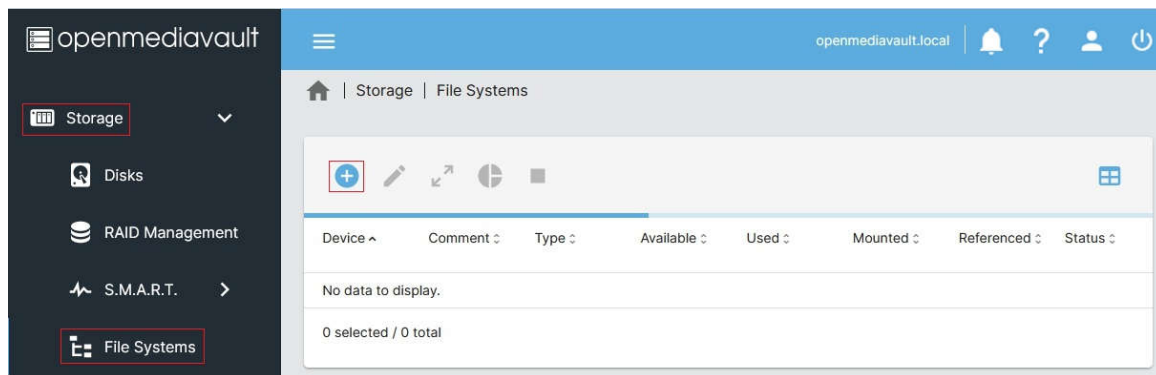 openmediavault
openmediavault.local
?
Storage
Disks
RAID Management
S.M.A.R.T.
File Systems
| Storage | File Systems
Device Comment Type Available Used Mounted Referenced Status
No data to display.
0 selected / 0 total